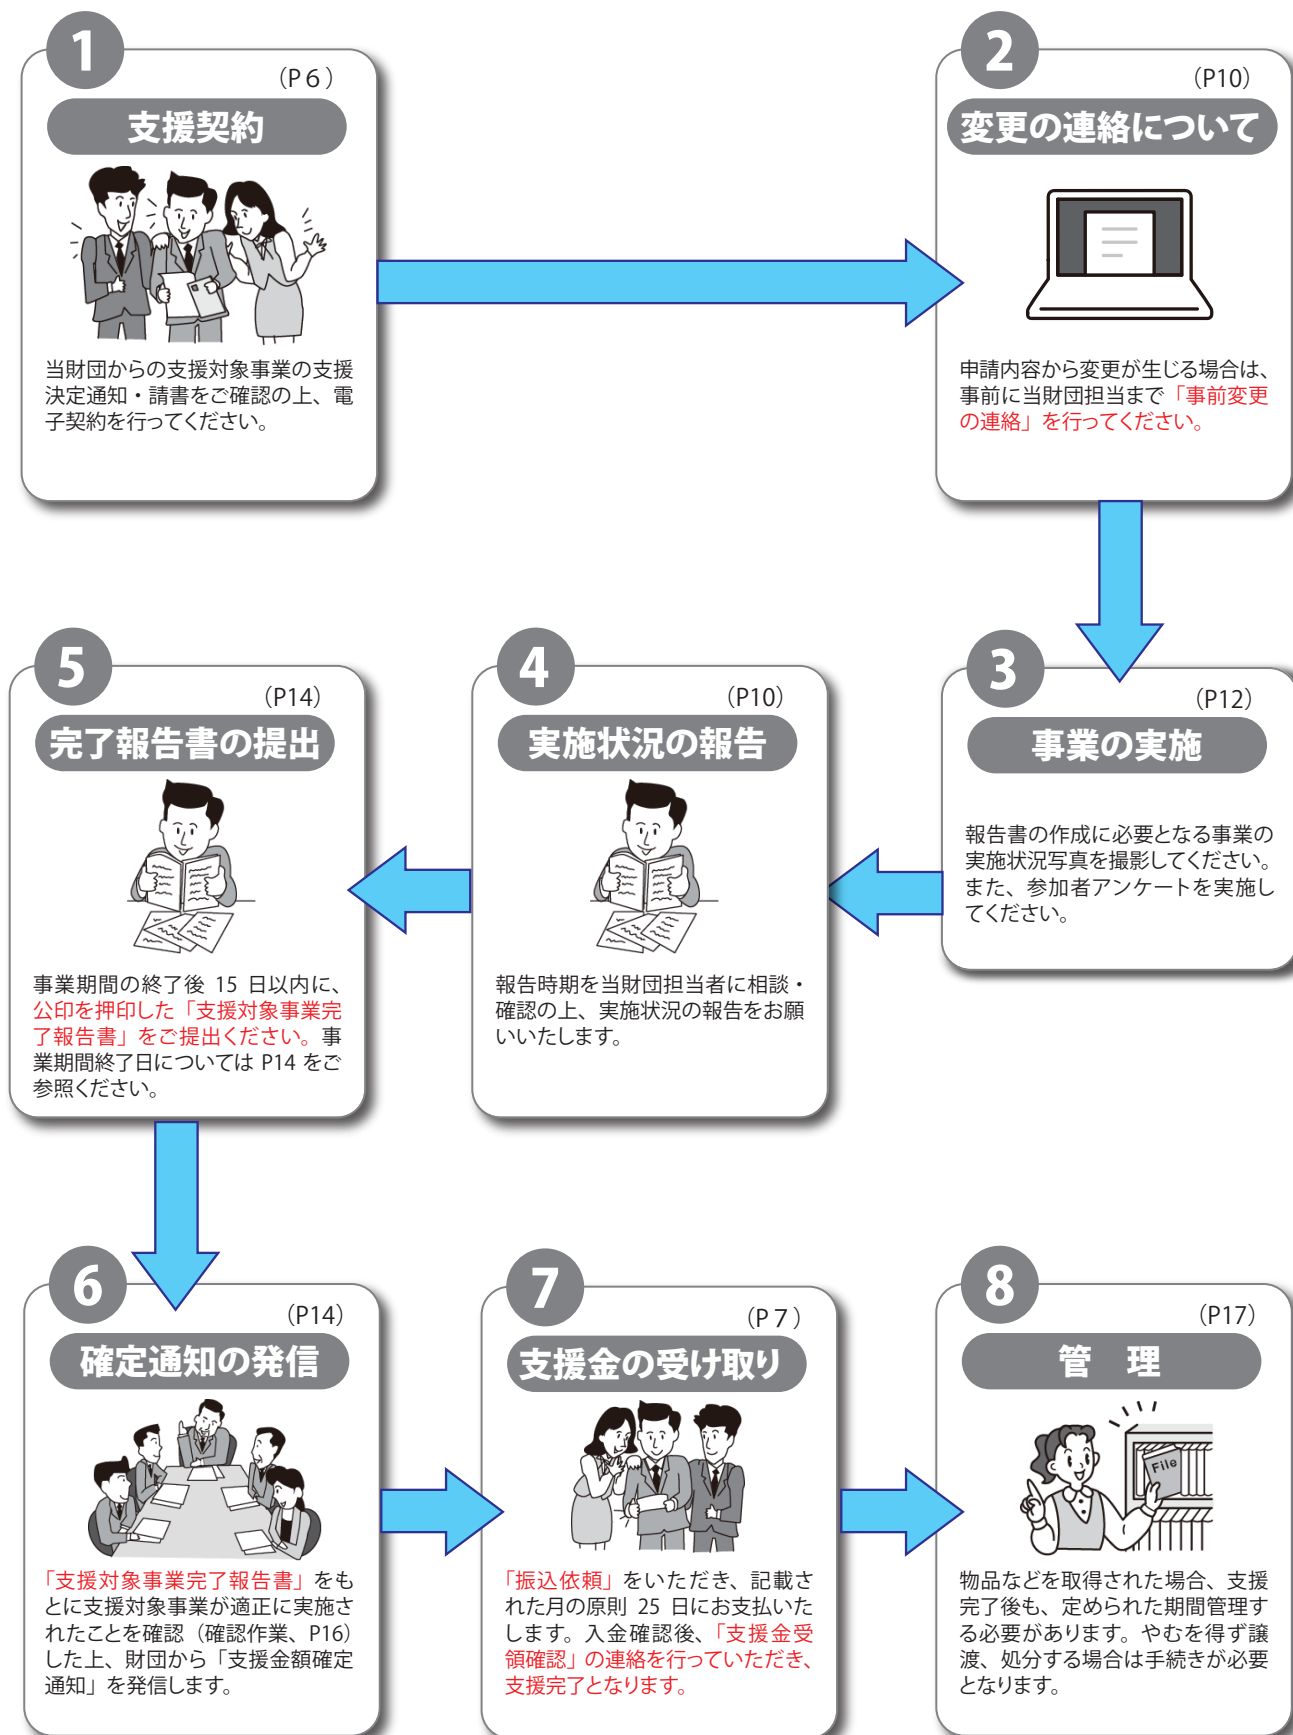 1
（P６）
支援契約
当財団からの支援対象事業の支援
決定通知・請書をご確認の上、電
子契約を行ってください。
2
（P10）
変更の連絡について
申請内容から変更が生じる場合は、
事前に当財団担当まで「事前変更
の連絡」を行ってください。
3
（P12）
事業の実施
報告書の作成に必要となる事業の
実施状況写真を撮影してください。
また、参加者アンケートを実施し
てください。
4
（P10）
実施状況の報告
報告時期を当財団担当者に相談・
確認の上、実施状況の報告をお願
いいたします。
5
（P14）
完了報告書の提出
事業期間の終了後 15 日以内に、
公印を押印した「支援対象事業完
了報告書」をご提出ください。事
業期間終了日については P14 をご
参照ください。
6
（P14）
確定通知の発信
「支援対象事業完了報告書」をも
とに支援対象事業が適正に実施さ
れたことを確認（確認作業、P16）
した上、財団から「支援金額確定
通知」を発信します。
7
（P７）
支援金の受け取り
「振込依頼」をいただき、記載さ
れた月の原則 25 日にお支払いた
します。入金確認後、「支援金受
領確認」の連絡を行っていただき、
支援完了となります。
8
（P17）
管　理
File
物品などを取得された場合、支援
完了後も、定められた期間管理す
る必要があります。やむを得ず譲
渡、処分する場合は手続きが必要
となります。